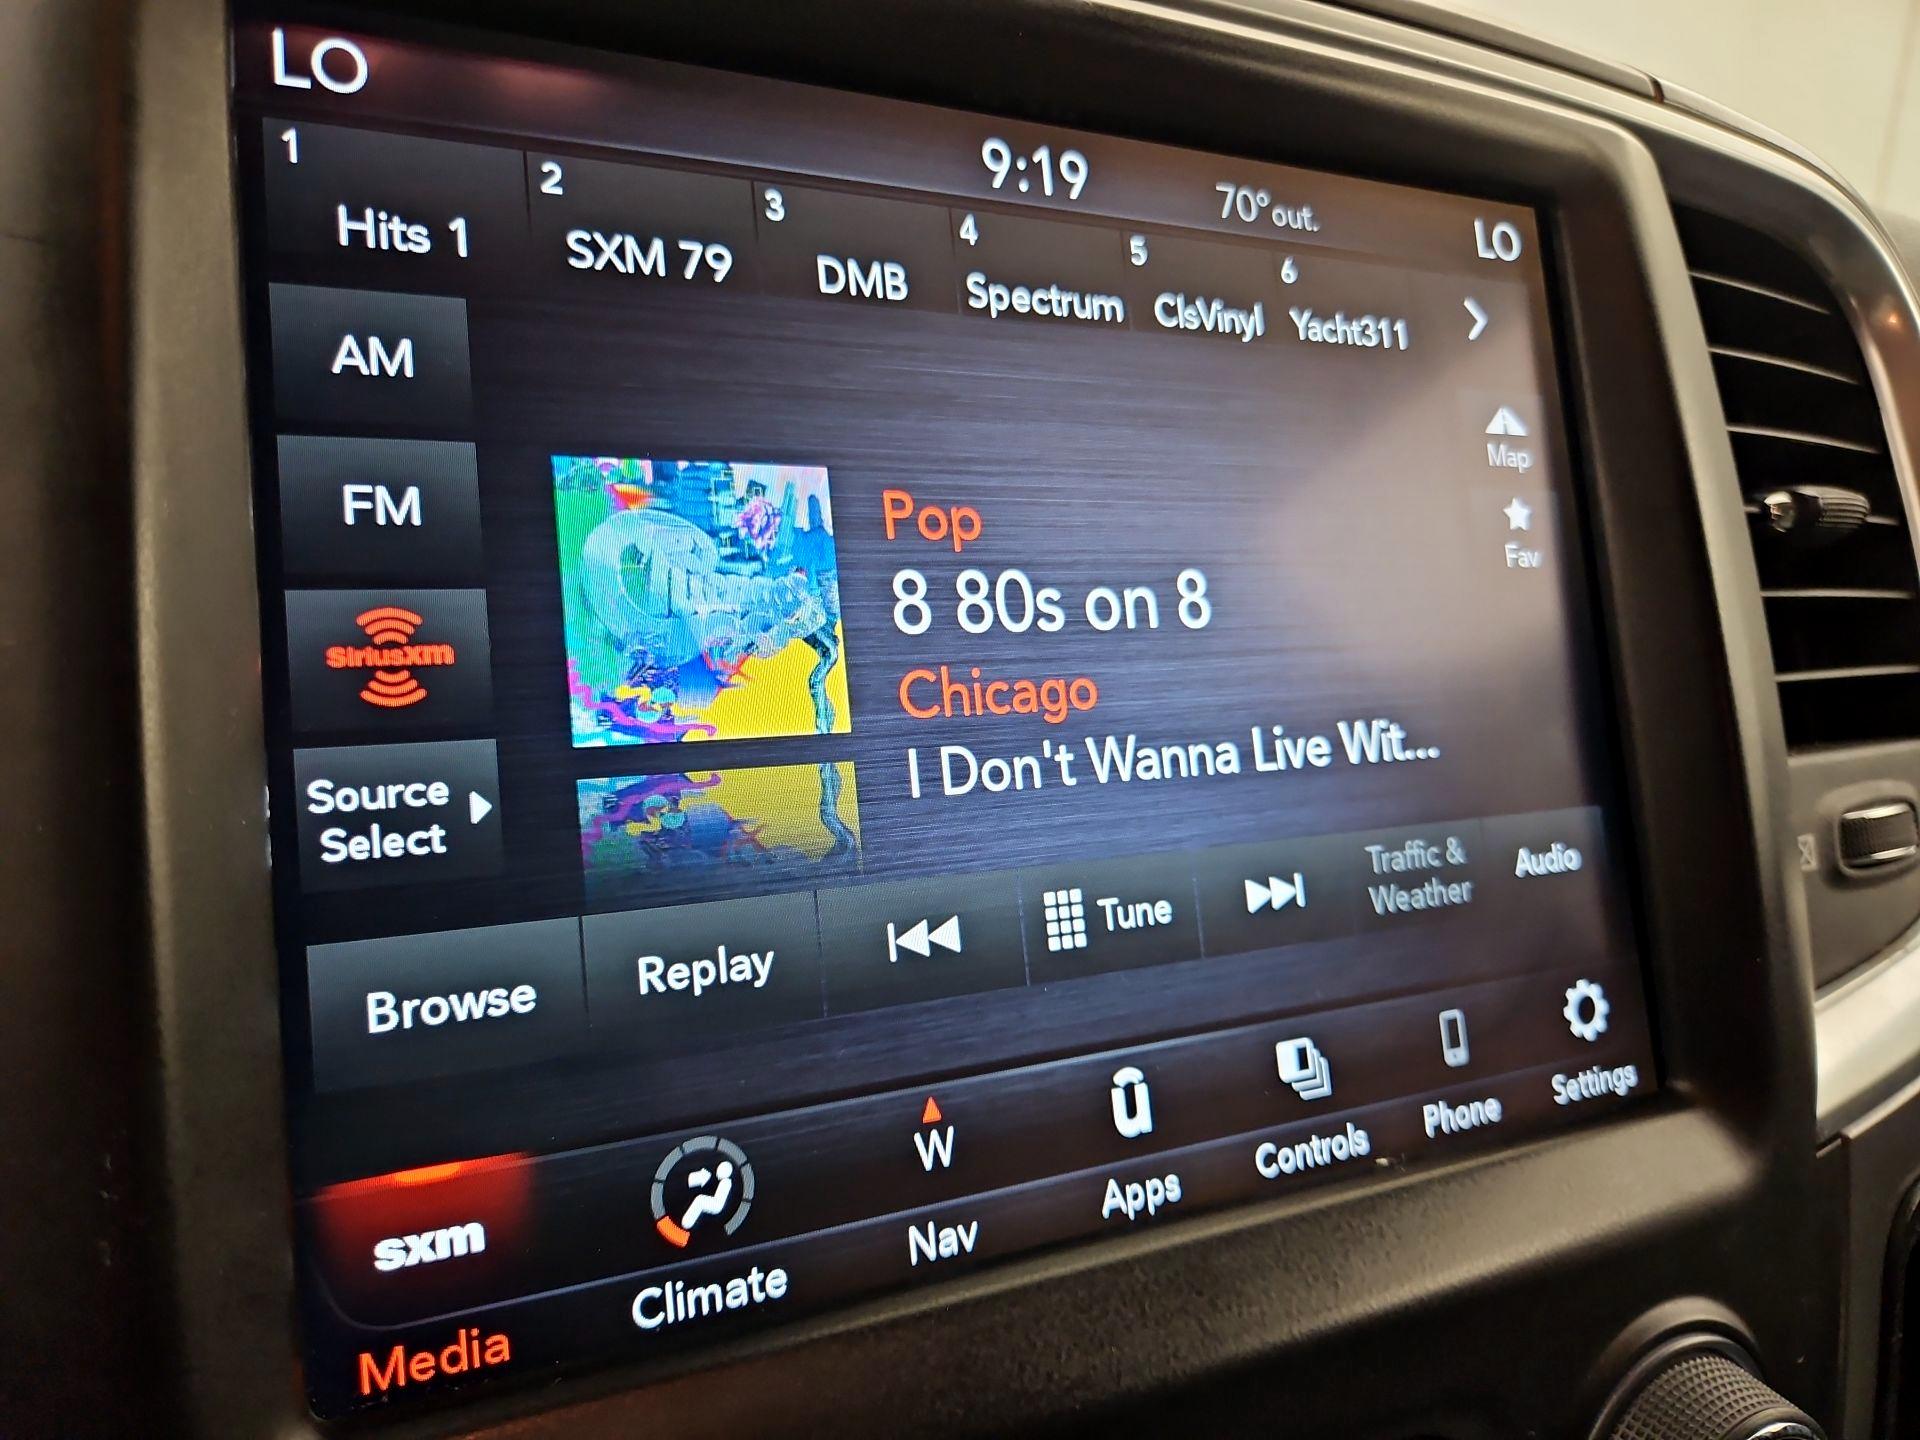 LO
9:19
70° out.
LO
1
Hits 1
2
SXM 79
3
DMB
4
Spectrum
5
ClsVinyl
6
Yacht311
AM
FM
SiriusXM
Source
Select
Map
Fav
Pop
8 80s on 8
Chicago
I Don't Wanna Live Wit...
Browse
Replay
Tune
Traffic &
Weather
Audio
sxm
Media
Climate
W
Nav
u
Apps
Controls
Phone
Settings